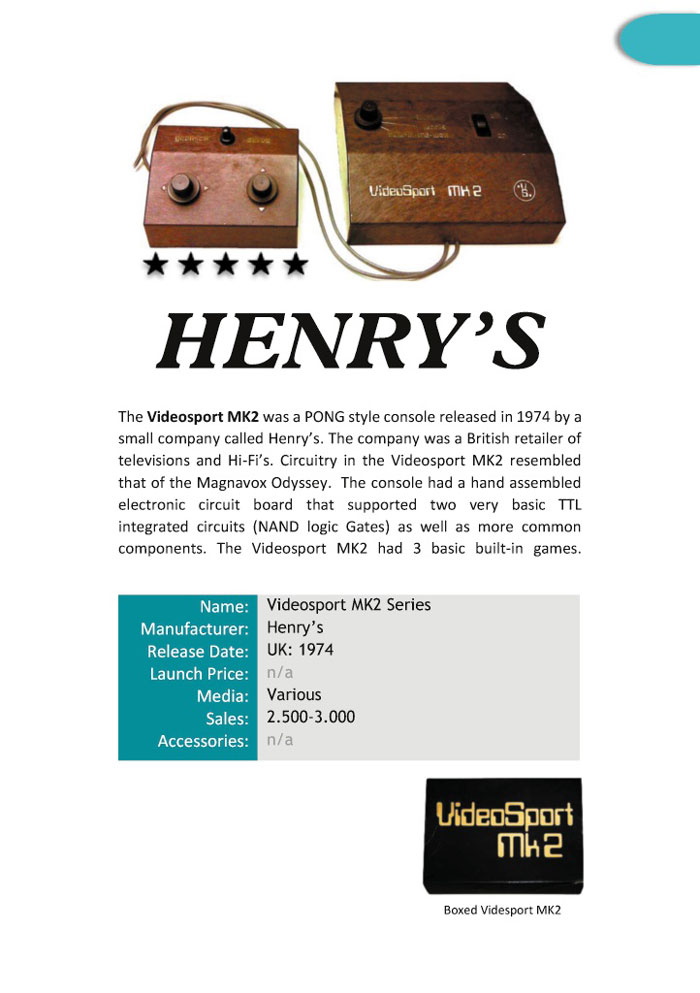 VideoSport Mk2
HENRY'S
The Videosport MK2 was a PONG style console released in 1974 by a
small company called Henry's. The company was a British retailer of
televisions and Hi-Fi's. Circuitry in the Videosport MK2 resembled
that of the Magnavox Odyssey. The console had a hand assembled
electronic circuit board that supported two very basic TTL
integrated circuits (NAND logic Gates) as well as more common
components. The Videosport MK2 had 3 basic built-in games.
Name: Videosport MK2 Series
Manufacturer: Henry's
Release Date: UK: 1974
Launch Price: n/a
Media: Various
Sales: 2.500-3.000
Accessories: n/a
VideoSport
Mk2
Boxed Videsport MK2